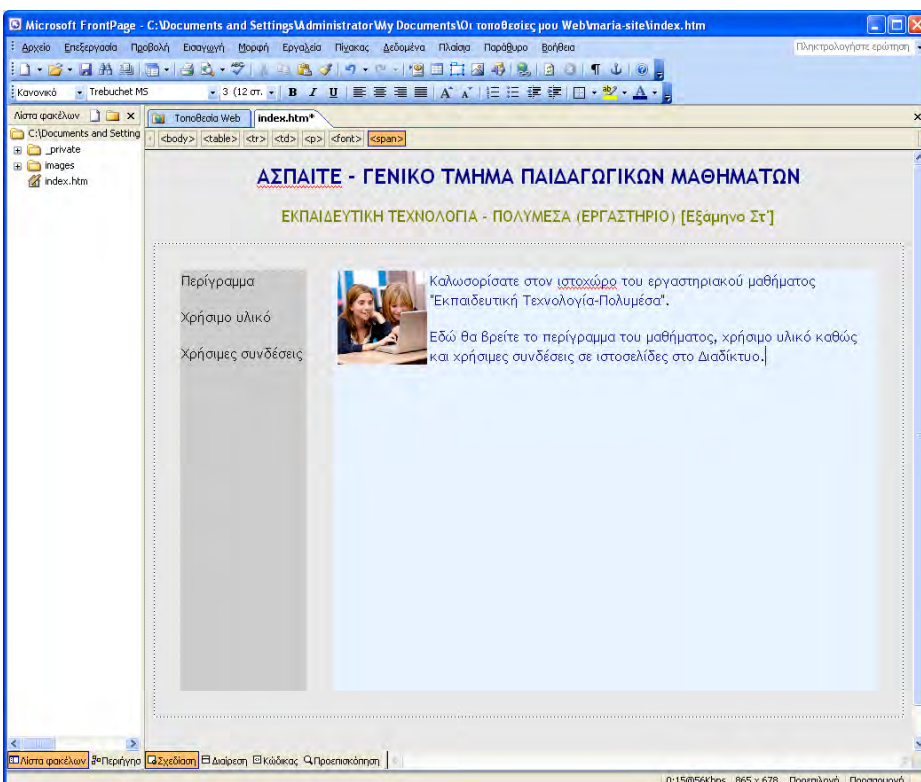 Microsoft FrontPage - C:\Documents and Settings\Administrator\My Documents\Οι τοποθεσίες μου Web\maria-site\index.htm
Αρχείο Επεξεργασία Προβολή Εισαγωγή Μορφή Εργαλεία Πίνακας Δεδομένα Πλαίσια Παράθυρο Βοήθεια Πληκτρολογήστε ερώτηση
Κανονικό Trebuchet MS 3 (12 στ. B I U
Λίστα φακέλων Τοποθεσία Web index.htm*
C:\Documents and Setting <body> <table> <tr> <td> <p> <font> <span>
_private
images
index.htm
ΑΣΠΑΙΤΕ - ΓΕΝΙΚΟ ΤΜΗΜΑ ΠΑΙΔΑΓΩΓΙΚΩΝ ΜΑΘΗΜΑΤΩΝ
ΕΚΠΑΙΔΕΥΤΙΚΗ ΤΕΧΝΟΛΟΓΙΑ - ΠΟΛΥΜΕΣΑ (ΕΡΓΑΣΤΗΡΙΟ) [Εξάμηνο Στ']
Περίγραμμα
Χρήσιμο υλικό
Χρήσιμες συνδέσεις
Καλωσορίσατε στον ιστοχώρο του εργαστηριακού μαθήματος
"Εκπαιδευτική Τεχνολογία-Πολυμέσα".
Εδώ θα βρείτε το περίγραμμα του μαθήματος, χρήσιμο υλικό καθώς
και χρήσιμες συνδέσεις σε ιστοσελίδες στο Διαδίκτυο.
Λίστα φακέλων Περιήγησ Σχεδίαση Διαίρεση Κώδικας Προεπισκόπηση
0:15@56Kbps 865 x 678 Προεπιλογή Προσαρμογή